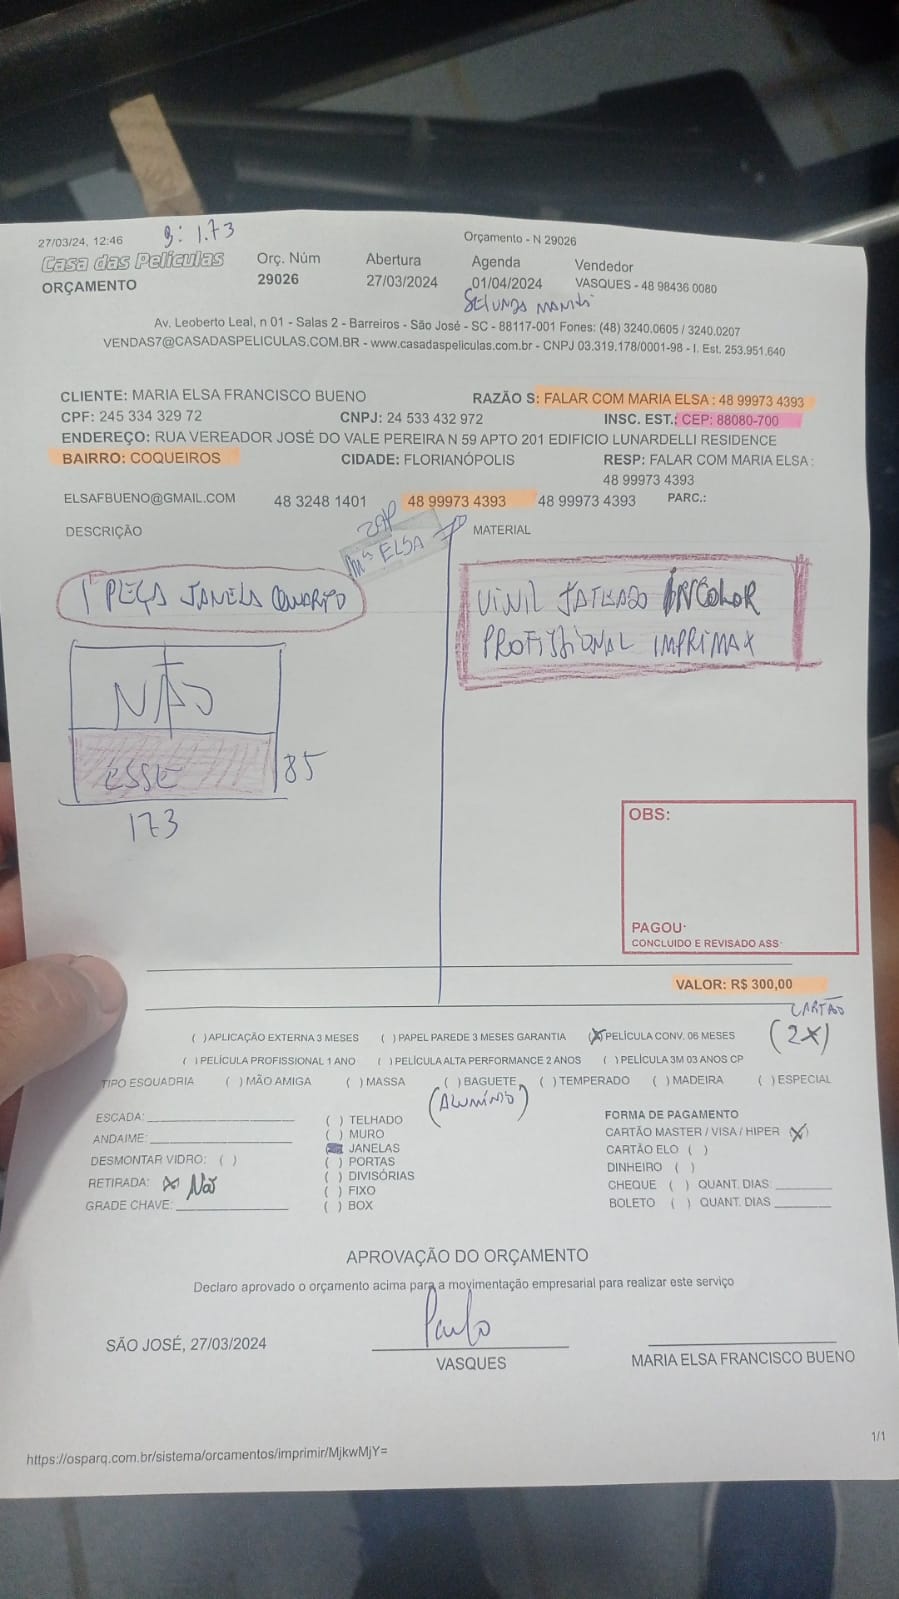 27/03/24, 12:46
Orçamento - N 29026
: 1.73
Casa das Películas
Orç. Núm
Abertura
Agenda
Vendedor
ORÇAMENTO
29026
27/03/2024
01/04/2024
VASQUES - 48 98436 0080
SEGUNDA
Av. Leoberto Leal, n 01 - Salas 2 - Barreiros - São José - SC - 88117-001 Fones: (48) 3240.0605 / 3240.0207
VENDAS7@CASADASPELICULAS.COM.BR - www.casadaspeliculas.com.br - CNPJ 03.319.178/0001-98 - I. Est. 253.951.640
CLIENTE: MARIA ELSA FRANCISCO BUENO
RAZÃO S: FALAR COM MARIA ELSA : 48 99973 4393
CPF: 245 334 329 72
CNPJ: 24 533 432 972
INSC. EST.: CEP: 88080-700
ENDEREÇO: RUA VEREADOR JOSÉ DO VALE PEREIRA N 59 APTO 201 EDIFICIO LUNARDELLI RESIDENCE
BAIRRO: COQUEIROS
CIDADE: FLORIANÓPOLIS
RESP: FALAR COM MARIA ELSA :
48 99973 4393
ELSAFBUENO@GMAIL.COM
48 3248 1401
48 99973 4393
48 99973 4393
PARC.:
ZAP
Mª ELSA
DESCRIÇÃO
MATERIAL
1 PEÇA JANELA QUARTO
VINIL JATEADO INCOLOR
PROFISSIONAL IMPRIMAX
NÃO
ESSE
85
173
OBS:
PAGOU:
CONCLUIDO E REVISADO ASS:
VALOR: R$ 300,00
CARTÃO
(2X)
( ) APLICAÇÃO EXTERNA 3 MESES ( ) PAPEL PAREDE 3 MESES GARANTIA (X) PELÍCULA CONV. 06 MESES
( ) PELÍCULA PROFISSIONAL 1 ANO ( ) PELÍCULA ALTA PERFORMANCE 2 ANOS ( ) PELÍCULA 3M 03 ANOS CP
TIPO ESQUADRIA ( ) MÃO AMIGA ( ) MASSA ( ) BAGUETE ( ) TEMPERADO ( ) MADEIRA ( ) ESPECIAL
(ALUMÍNIO)
ESCADA:
ANDAIME:
DESMONTAR VIDRO: ( )
RETIRADA: (X) Não
GRADE CHAVE:
( ) TELHADO
( ) MURO
JANELAS
( ) PORTAS
( ) DIVISÓRIAS
( ) FIXO
( ) BOX
FORMA DE PAGAMENTO
CARTÃO MASTER / VISA / HIPER (X)
CARTÃO ELO ( )
DINHEIRO ( )
CHEQUE ( ) QUANT. DIAS:
BOLETO ( ) QUANT. DIAS
APROVAÇÃO DO ORÇAMENTO
Declaro aprovado o orçamento acima para a movimentação empresarial para realizar este serviço
Paulo
SÃO JOSÉ, 27/03/2024
VASQUES
MARIA ELSA FRANCISCO BUENO
1/1
https://osparq.com.br/sistema/orcamentos/imprimir/MjkwMjY=